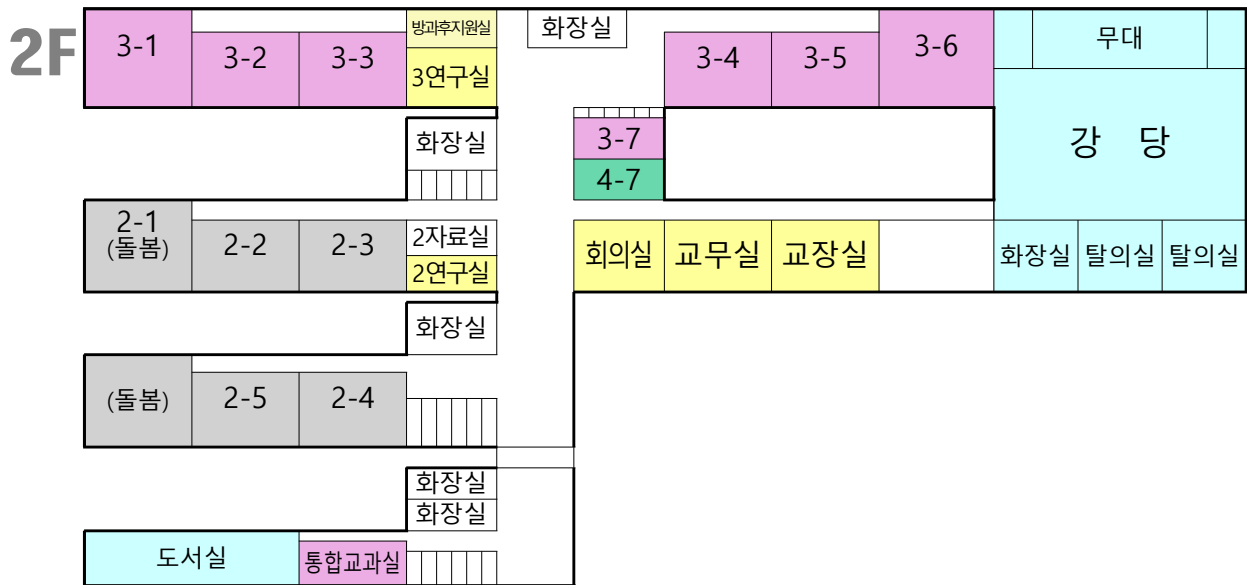 2F
3-1
3-2
3-3
방과후지원실
3연구실
화장실
3-4
3-5
3-6
무대
강 당
화장실
3-7
4-7
2-1
(돌봄)
2-2
2-3
2자료실
2연구실
회의실
교무실
교장실
화장실
탈의실
탈의실
화장실
(돌봄)
2-5
2-4
화장실
화장실
도서실
통합교과실